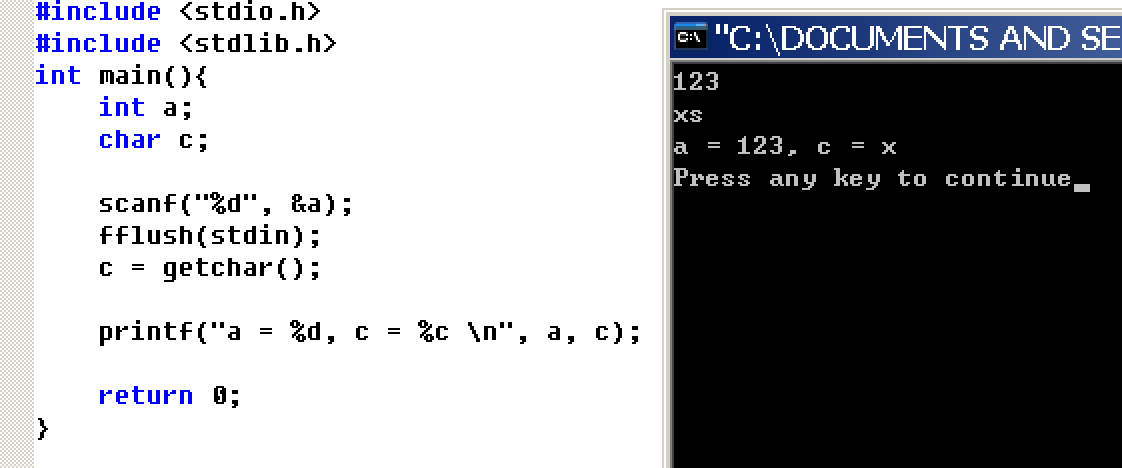 #include <stdio.h>
#include <stdlib.h>
int main(){
    int a;
    char c;

    scanf("%d", &a);
    fflush(stdin);
    c = getchar();

    printf("a = %d, c = %c \n", a, c);

    return 0;
}
C:\ "C:\DOCUMENTS AND SE
123
xs
a = 123, c = x
Press any key to continue